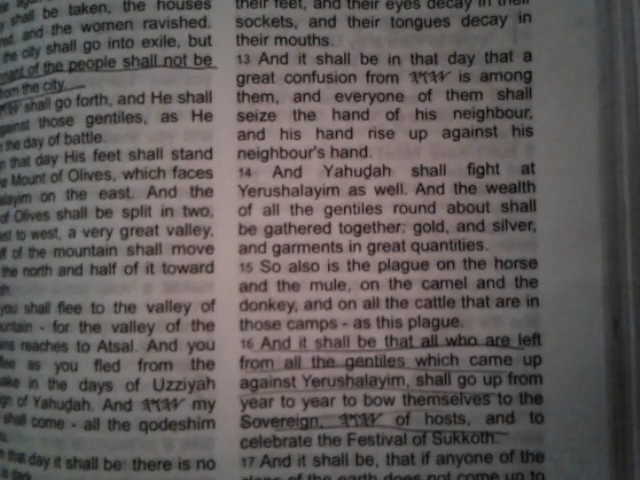 shall be taken, the houses
and the women ravished.
the city shall go into exile, but
of the people shall not be
from the city.
𐤉𐤄𐤅𐤄 shall go forth, and He shall
those gentiles, as He
the day of battle.
that day His feet shall stand
Mount of Olives, which faces
on the east. And the
of Olives shall be split in two,
to west, a very great valley,
of the mountain shall move
the north and half of it toward
you shall flee to the valley of
- for the valley of the
reaches to Atsal. And you
as you fled from the
in the days of Uzziyah
of Yahuḏah. And 𐤉𐤄𐤅𐤄 my
shall come - all the qodeshim
that day it shall be: there is no
their feet, and their eyes decay in their
sockets, and their tongues decay in
their mouths.
13 And it shall be in that day that a
great confusion from 𐤉𐤄𐤅𐤄 is among
them, and everyone of them shall
seize the hand of his neighbour,
and his hand rise up against his
neighbour's hand.
14 And Yahuḏah shall fight at
Yerushalayim as well. And the wealth
of all the gentiles round about shall
be gathered together: gold, and silver,
and garments in great quantities.
15 So also is the plague on the horse
and the mule, on the camel and the
donkey, and on all the cattle that are in
those camps - as this plague.
16 And it shall be that all who are left
from all the gentiles which came up
against Yerushalayim, shall go up from
year to year to bow themselves to the
Sovereign, 𐤉𐤄𐤅𐤄 of hosts, and to
celebrate the Festival of Sukkoth.
17 And it shall be, that if anyone of the
of the earth does not come up to